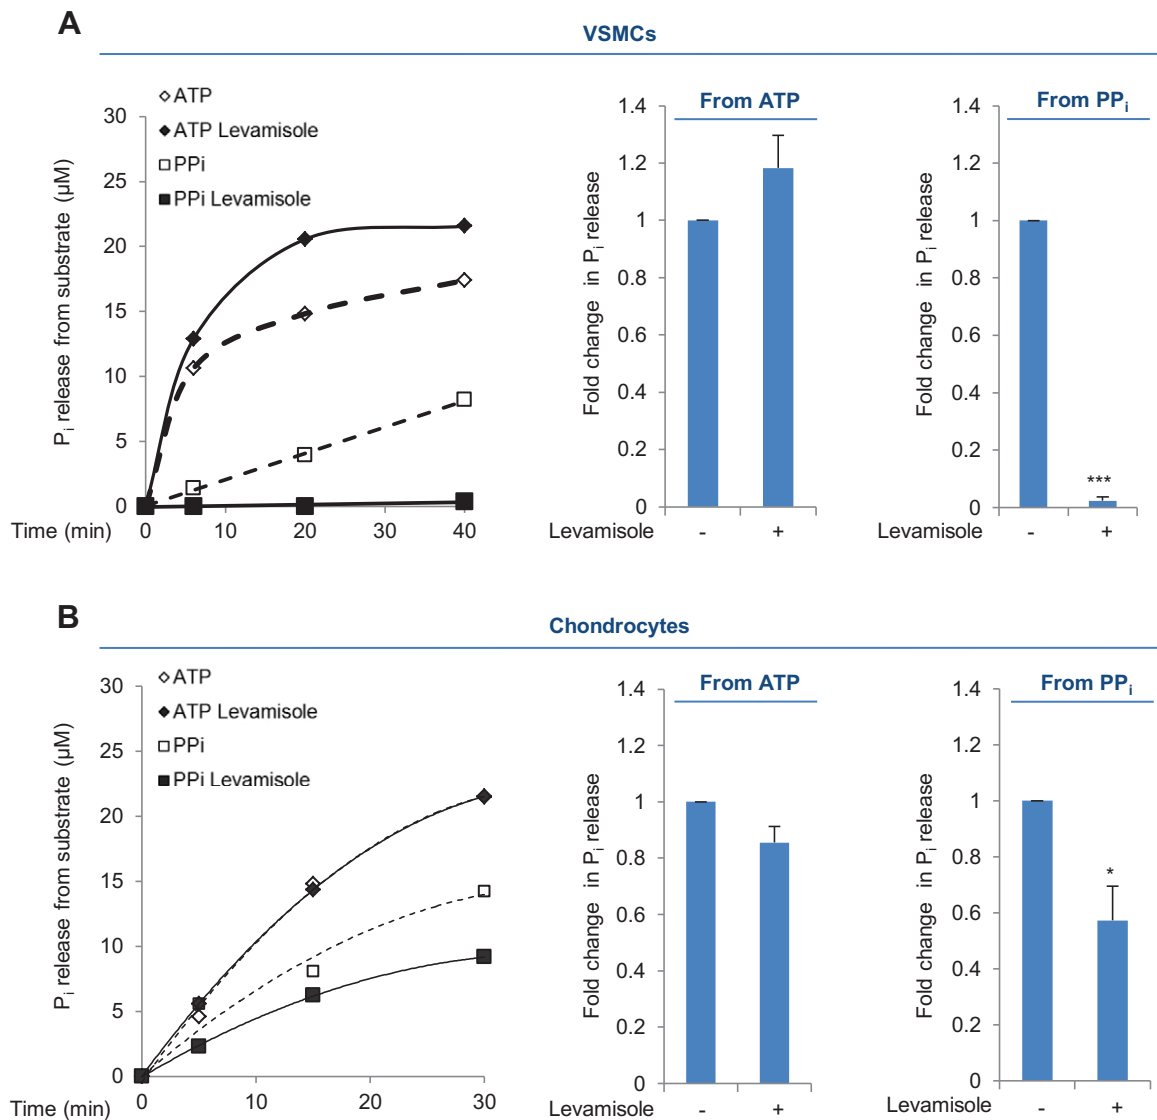 A
VSMCs
ATP
ATP Levamisole
PPi
PPi Levamisole
30
25
20
15
10
5
0
Pi release from substrate (µM)
Time (min)
0 10 20 30 40
From ATP
1.4
1.2
1
0.8
0.6
0.4
0.2
0
Fold change in Pi release
Levamisole - +
From PPi
1.4
1.2
1
0.8
0.6
0.4
0.2
0
Fold change in Pi release
***
Levamisole - +
B
Chondrocytes
ATP
ATP Levamisole
PPi
PPi Levamisole
30
25
20
15
10
5
0
Pi release from substrate (µM)
Time (min)
0 10 20 30
From ATP
1.4
1.2
1
0.8
0.6
0.4
0.2
0
Fold change in Pi release
Levamisole - +
From PPi
1.4
1.2
1
0.8
0.6
0.4
0.2
0
Fold change in Pi release
*
Levamisole - +